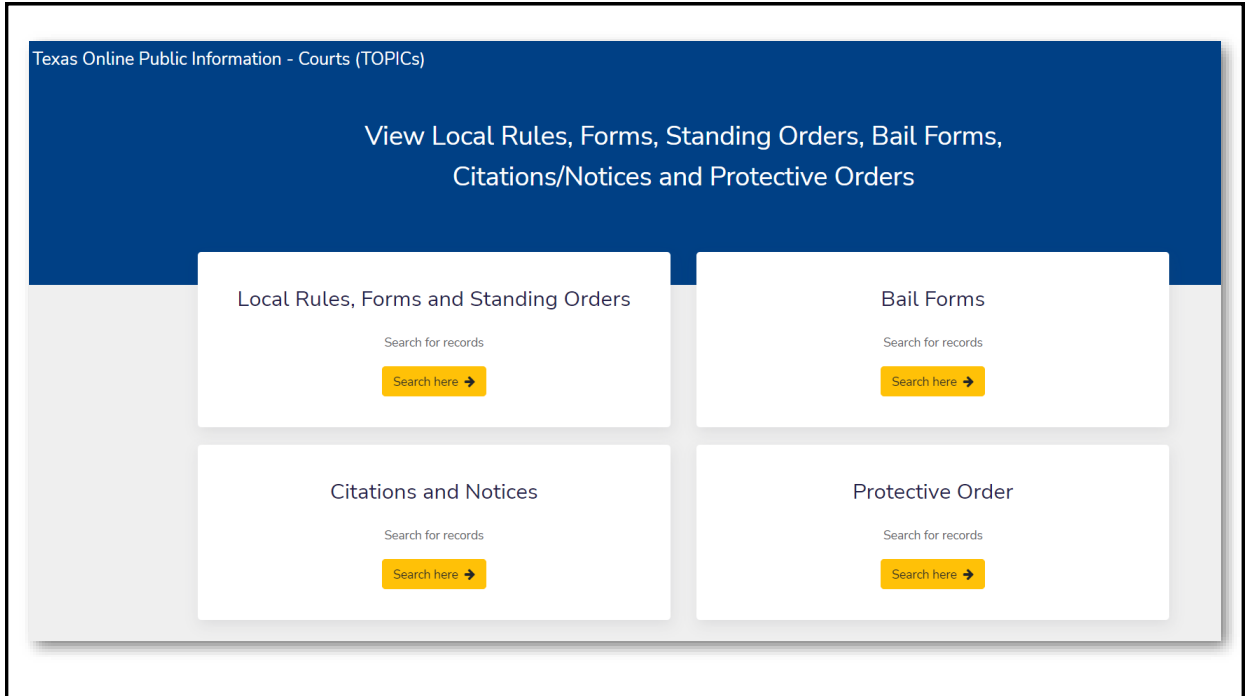 Texas Online Public Information - Courts (TOPICs)
View Local Rules, Forms, Standing Orders, Bail Forms,
Citations/Notices and Protective Orders
Local Rules, Forms and Standing Orders
Search for records
Search here
Bail Forms
Search for records
Search here
Citations and Notices
Search for records
Search here
Protective Order
Search for records
Search here